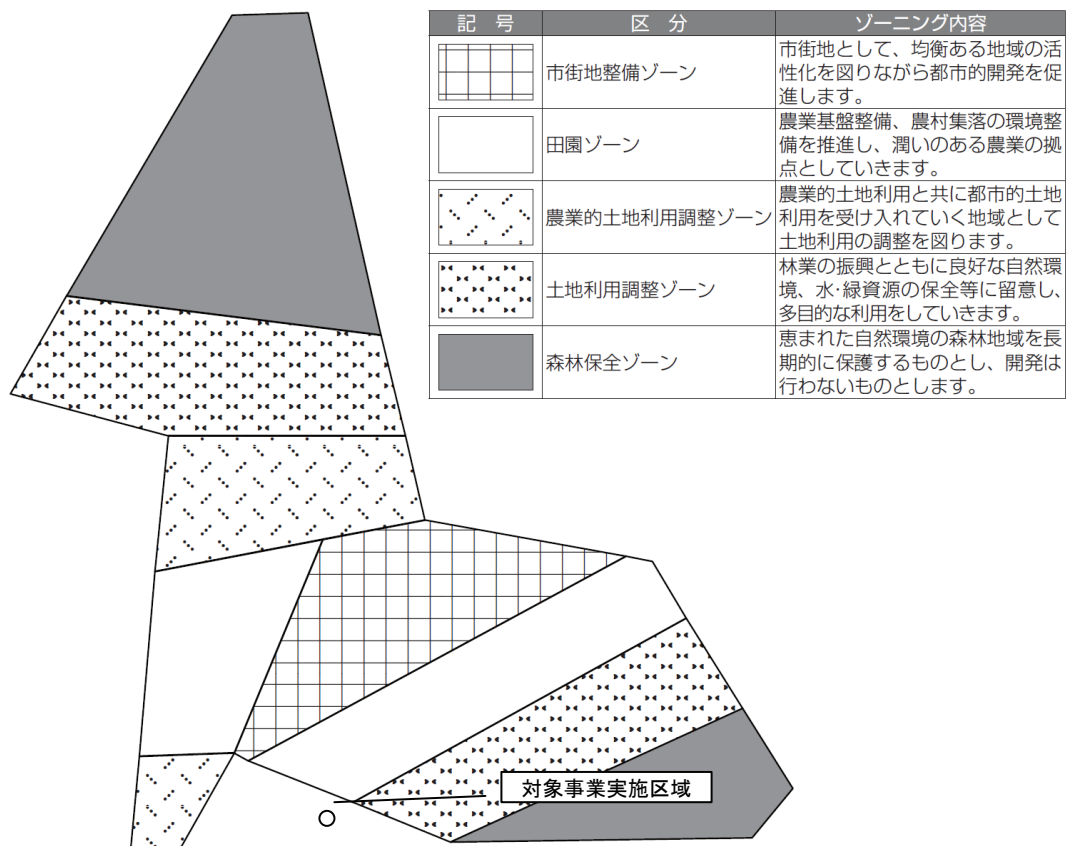 記 号 区 分 ゾーニング内容
市街地整備ゾーン
市街地として、均衡ある地域の活
性化を図りながら都市的開発を促
進します。
田園ゾーン
農業基盤整備、農村集落の環境整
備を推進し、潤いのある農業の拠
点としていきます。
農業的土地利用調整ゾーン
農業的土地利用と共に都市的土地
利用を受け入れていく地域として
土地利用の調整を図ります。
土地利用調整ゾーン
林業の振興とともに良好な自然環
境、水・緑資源の保全等に留意し、
多目的な利用をしていきます。
森林保全ゾーン
恵まれた自然環境の森林地域を長
期的に保護するものとし、開発は
行わないものとします。
対象事業実施区域